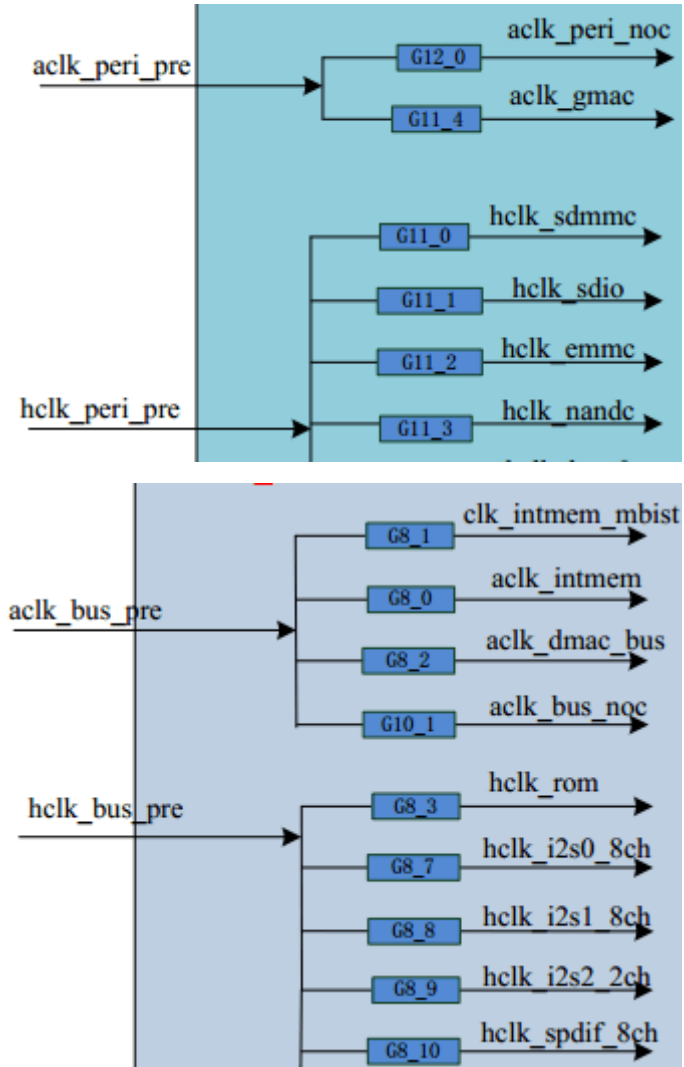 aclk_peri_noc
G12_0
aclk_peri_pre
aclk_gmac
G11_4
hclk_sdmmc
G11_0
hclk_sdio
G11_1
hclk_emmc
G11_2
hclk_peri_pre
hclk_nandc
G11_3
clk_intmem_mbist
G8_1
aclk_intmem
G8_0
aclk_bus_pre
aclk_dmac_bus
G8_2
aclk_bus_noc
G10_1
hclk_rom
G8_3
hclk_bus_pre
hclk_i2s0_8ch
G8_7
hclk_i2s1_8ch
G8_8
hclk_i2s2_2ch
G8_9
hclk_spdif_8ch
G8_10